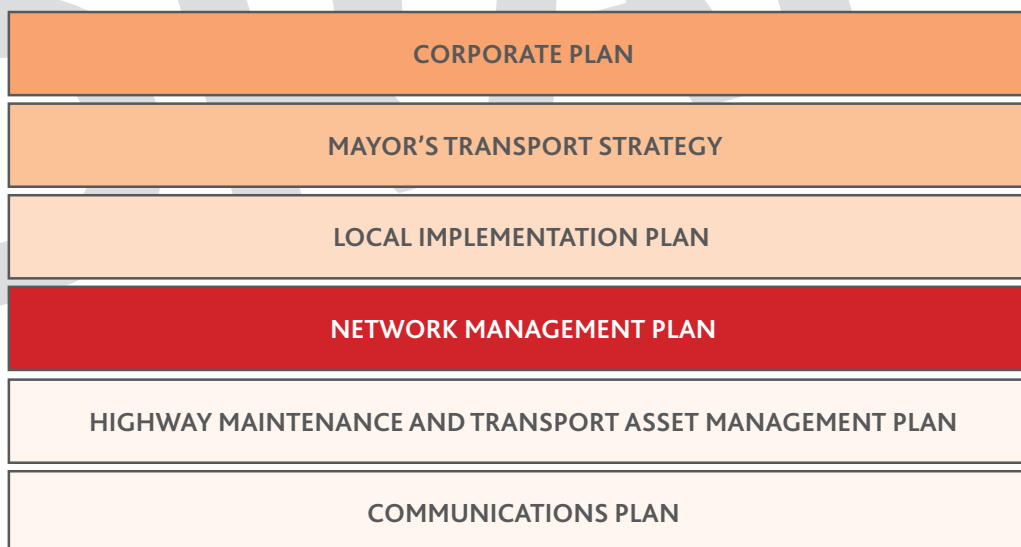 CORPORATE PLAN
MAYOR'S TRANSPORT STRATEGY
LOCAL IMPLEMENTATION PLAN
NETWORK MANAGEMENT PLAN
HIGHWAY MAINTENANCE AND TRANSPORT ASSET MANAGEMENT PLAN
COMMUNICATIONS PLAN